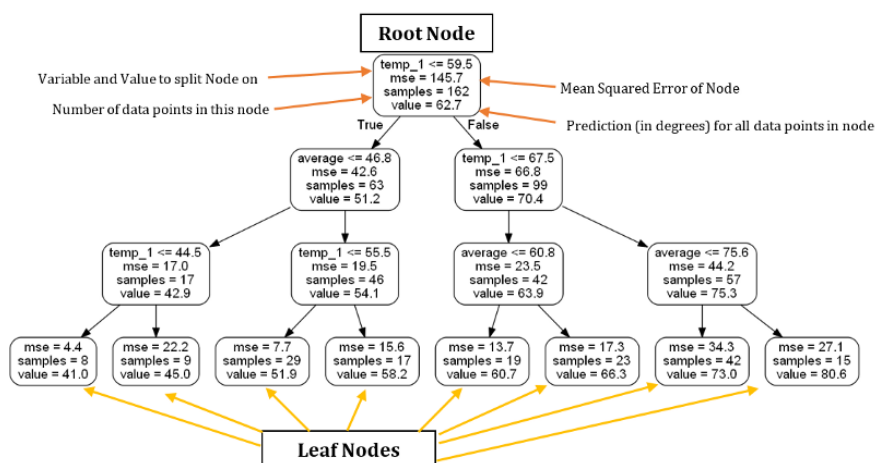 Root Node
temp_1 <= 59.5
mse = 145.7
samples = 162
value = 62.7
Variable and Value to split Node on
Number of data points in this node
Mean Squared Error of Node
Prediction (in degrees) for all data points in node
True
False
average <= 46.8
mse = 42.6
samples = 63
value = 51.2
temp_1 <= 67.5
mse = 66.8
samples = 99
value = 70.4
temp_1 <= 44.5
mse = 17.0
samples = 17
value = 42.9
temp_1 <= 55.5
mse = 19.5
samples = 46
value = 54.1
average <= 60.8
mse = 23.5
samples = 42
value = 63.9
average <= 75.6
mse = 44.2
samples = 57
value = 75.3
mse = 4.4
samples = 8
value = 41.0
mse = 22.2
samples = 9
value = 45.0
mse = 7.7
samples = 29
value = 51.9
mse = 15.6
samples = 17
value = 58.2
mse = 13.7
samples = 19
value = 60.7
mse = 17.3
samples = 23
value = 66.3
mse = 34.3
samples = 42
value = 73.0
mse = 27.1
samples = 15
value = 80.6
Leaf Nodes